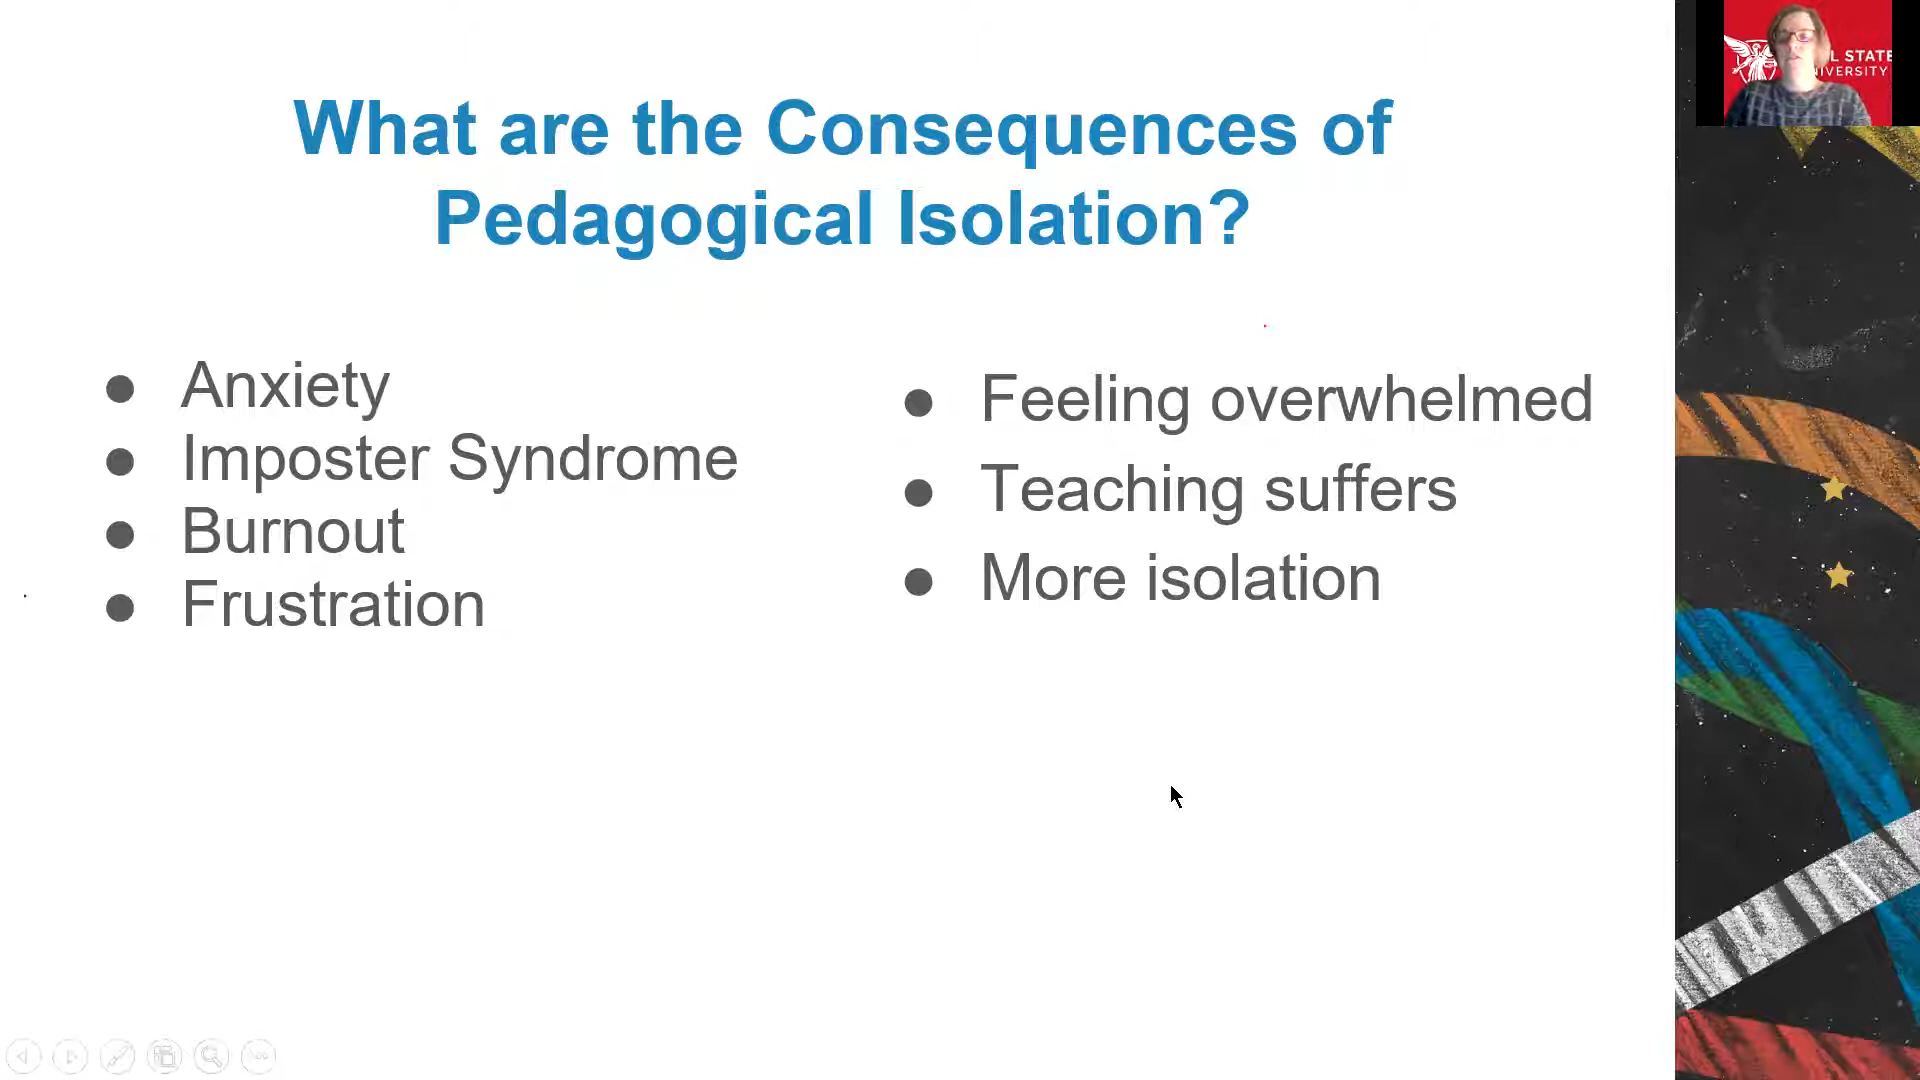 What are the Consequences of
Pedagogical Isolation?
Anxiety
Imposter Syndrome
Burnout
Frustration
Feeling overwhelmed
Teaching suffers
More isolation
STATE